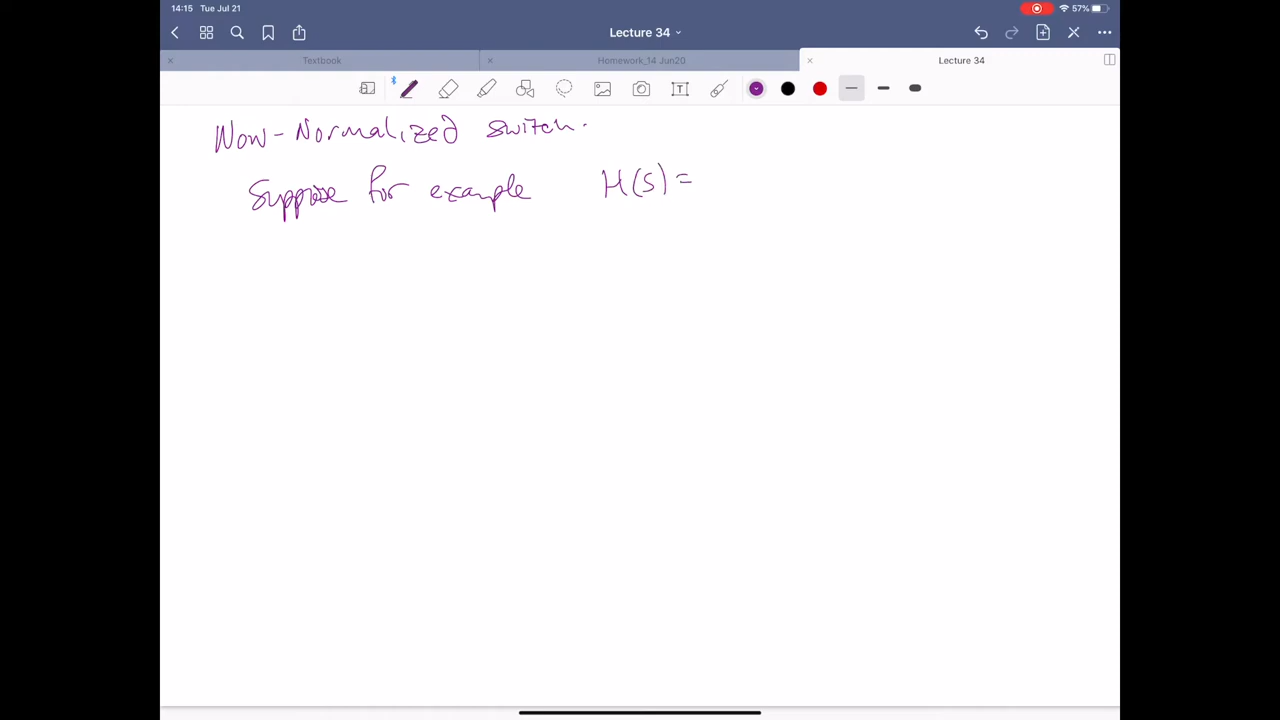 14:15 Tue Jul 21
57%
Lecture 34
Textbook
Homework_14 Jun20
Lecture 34
Non-Normalized switch.
Suppose for example H(s) =